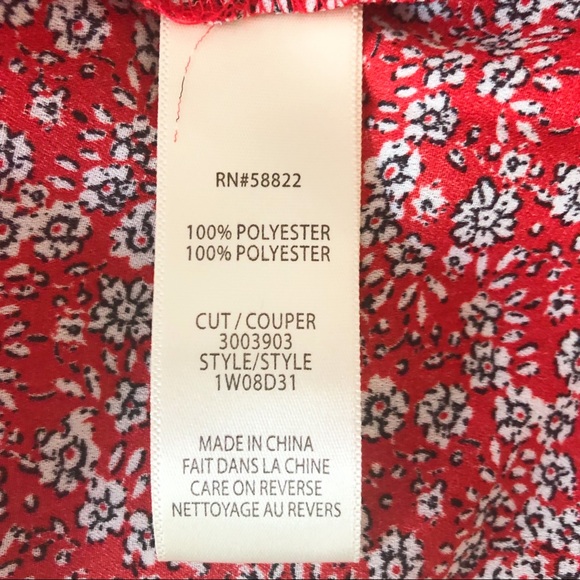 RN#58822
100% POLYESTER
100% POLYESTER
CUT / COUPER
3003903
STYLE/STYLE
1W08D31
MADE IN CHINA
FAIT DANS LA CHINE
CARE ON REVERSE
NETTOYAGE AU REVERS